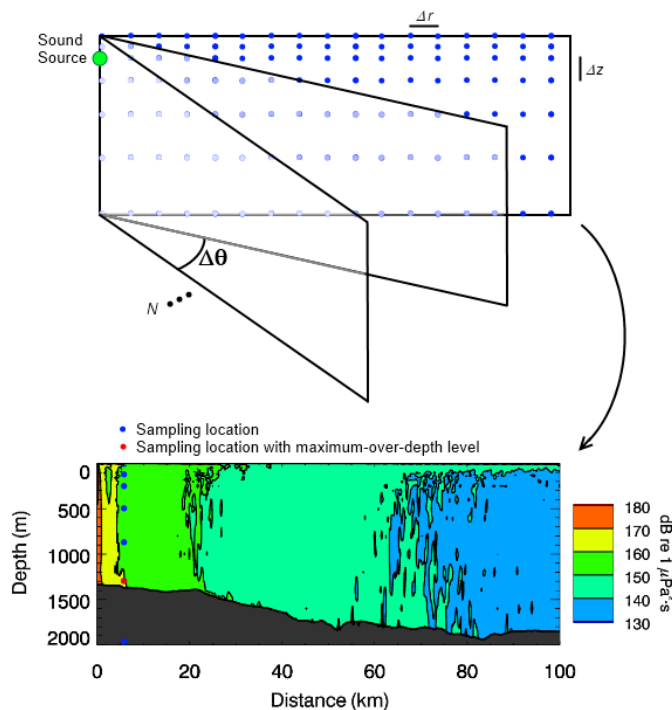 Δr
Sound
Source
Δz
Δθ
N
Sampling location
Sampling location with maximum-over-depth level
0
500
1000
1500
2000
Depth (m)
0 20 40 60 80 100
Distance (km)
180
170
160
150
140
130
dB re 1 μPa²·s